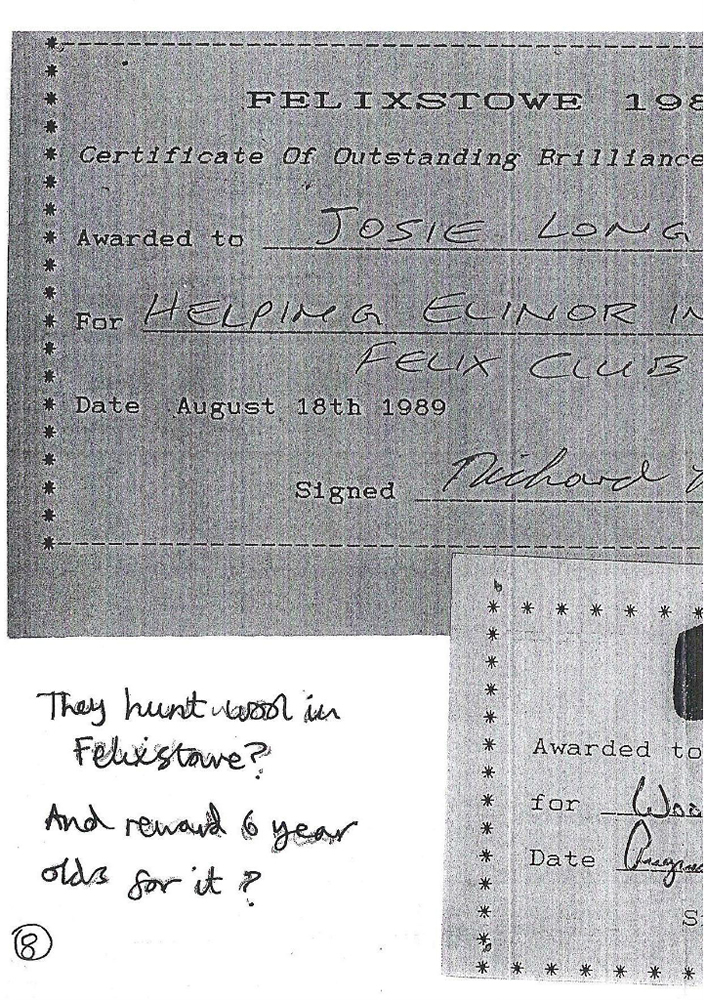 FELIXSTOWE 198
Certificate Of Outstanding Brilliance
Awarded to JOSIE LONG
For HELPING ELINOR IN
FELIX CLUB
Date August 18th 1989
Signed Richard
Awarded to
for Woo
Date
They hunt wool in
Felixstowe?
And reward 6 year
olds for it?
8